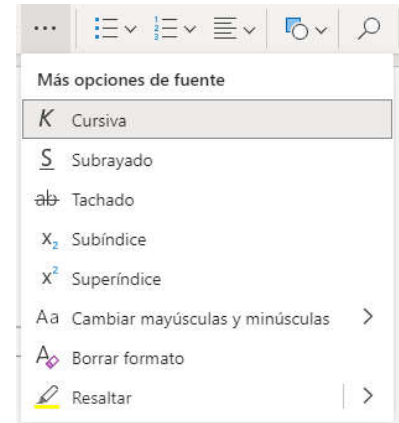 Más opciones de fuente
K Cursiva
S Subrayado
ab Tachado
X₂ Subíndice
X² Superíndice
Aa Cambiar mayúsculas y minúsculas
A Borrar formato
Resaltar